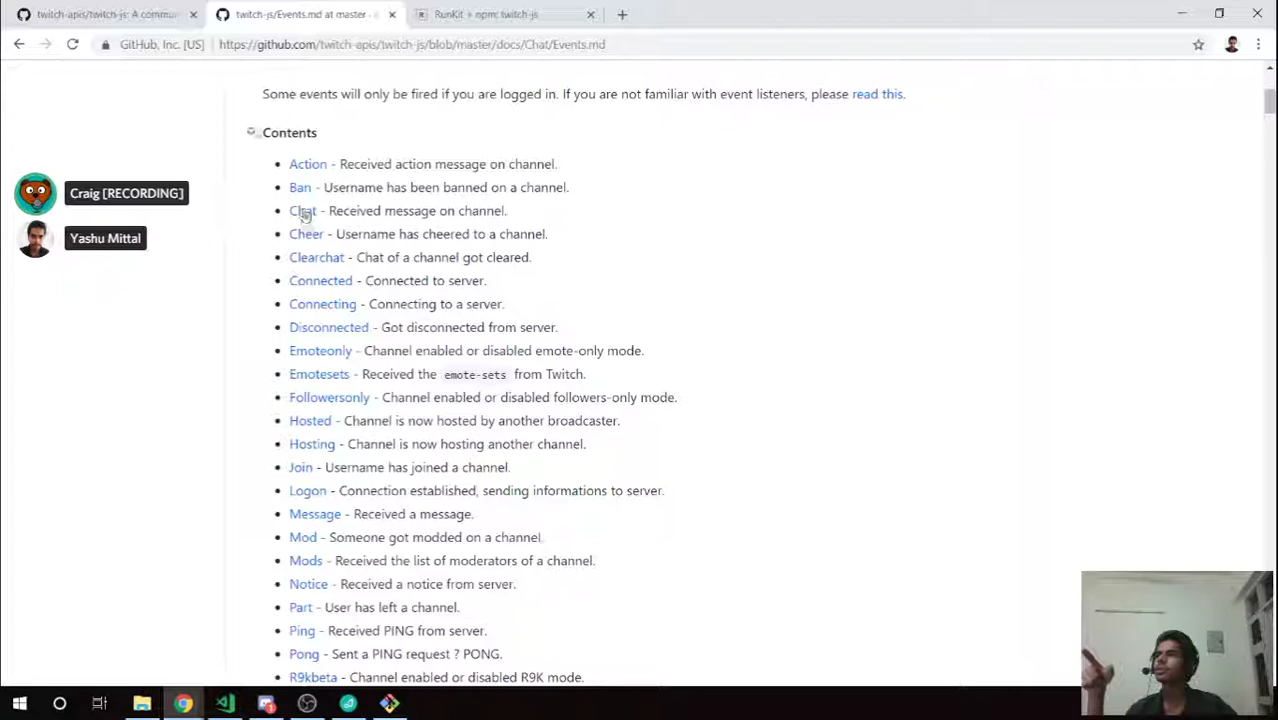 twitch-apis/twitch-js: A commun
twitch-js/Events.md at master ·
RunKit + npm: twitch-js
GitHub, Inc. [US]
https://github.com/twitch-apis/twitch-js/blob/master/docs/Chat/Events.md
Some events will only be fired if you are logged in. If you are not familiar with event listeners, please read this.
Contents
Action - Received action message on channel.
Ban - Username has been banned on a channel.
Chat - Received message on channel.
Cheer - Username has cheered to a channel.
Clearchat - Chat of a channel got cleared.
Connected - Connected to server.
Connecting - Connecting to a server.
Disconnected - Got disconnected from server.
Emoteonly - Channel enabled or disabled emote-only mode.
Emotesets - Received the emote-sets from Twitch.
Followersonly - Channel enabled or disabled followers-only mode.
Hosted - Channel is now hosted by another broadcaster.
Hosting - Channel is now hosting another channel.
Join - Username has joined a channel.
Logon - Connection established, sending informations to server.
Message - Received a message.
Mod - Someone got modded on a channel.
Mods - Received the list of moderators of a channel.
Notice - Received a notice from server.
Part - User has left a channel.
Ping - Received PING from server.
Pong - Sent a PING request ? PONG.
R9kbeta - Channel enabled or disabled R9K mode.
Craig [RECORDING]
Yashu Mittal